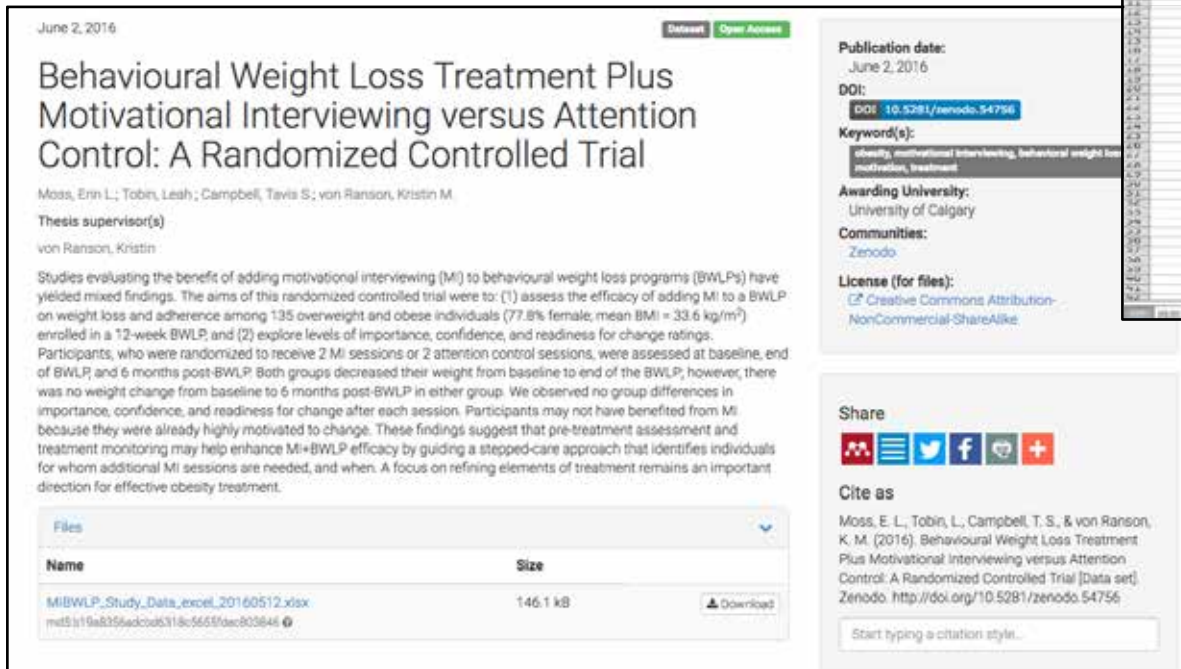 June 2, 2016
Dataset Open Access
Behavioural Weight Loss Treatment Plus
Motivational Interviewing versus Attention
Control: A Randomized Controlled Trial
Moss, Erin L.; Tobin, Leah ; Campbell, Tavis S.; von Ranson, Kristin M.
Thesis supervisor(s)
von Ranson, Kristin
Studies evaluating the benefit of adding motivational interviewing (MI) to behavioural weight loss programs (BWLPs) have
yielded mixed findings. The aims of this randomized controlled trial were to: (1) assess the efficacy of adding MI to a BWLP
on weight loss and adherence among 135 overweight and obese individuals (77.8% female; mean BMI = 33.6 kg/m²)
enrolled in a 12-week BWLP, and (2) explore levels of importance, confidence, and readiness for change ratings.
Participants, who were randomized to receive 2 MI sessions or 2 attention control sessions, were assessed at baseline, end
of BWLP, and 6 months post-BWLP. Both groups decreased their weight from baseline to end of the BWLP; however, there
was no weight change from baseline to 6 months post-BWLP in either group. We observed no group differences in
importance, confidence, and readiness for change after each session. Participants may not have benefited from MI
because they were already highly motivated to change. These findings suggest that pre-treatment assessment and
treatment monitoring may help enhance MI+BWLP efficacy by guiding a stepped-care approach that identifies individuals
for whom additional MI sessions are needed, and when. A focus on refining elements of treatment remains an important
direction for effective obesity treatment.
Files
Name Size
MIBWLP_Study_Data_excel_20160512.xlsx 146.1 kB Download
Publication date:
June 2, 2016
DOI:
DOI 10.5281/zenodo.54756
Keyword(s):
obesity, motivational interviewing, behavioral weight
motivation, treatment
Awarding University:
University of Calgary
Communities:
Zenodo
License (for files):
Creative Commons Attribution-
NonCommercial-ShareAlike
Share
Cite as
Moss, E. L., Tobin, L., Campbell, T. S., & von Ranson,
K. M. (2016). Behavioural Weight Loss Treatment
Plus Motivational Interviewing versus Attention
Control: A Randomized Controlled Trial [Data set].
Zenodo. http://doi.org/10.5281/zenodo.54756
Start typing a citation style...